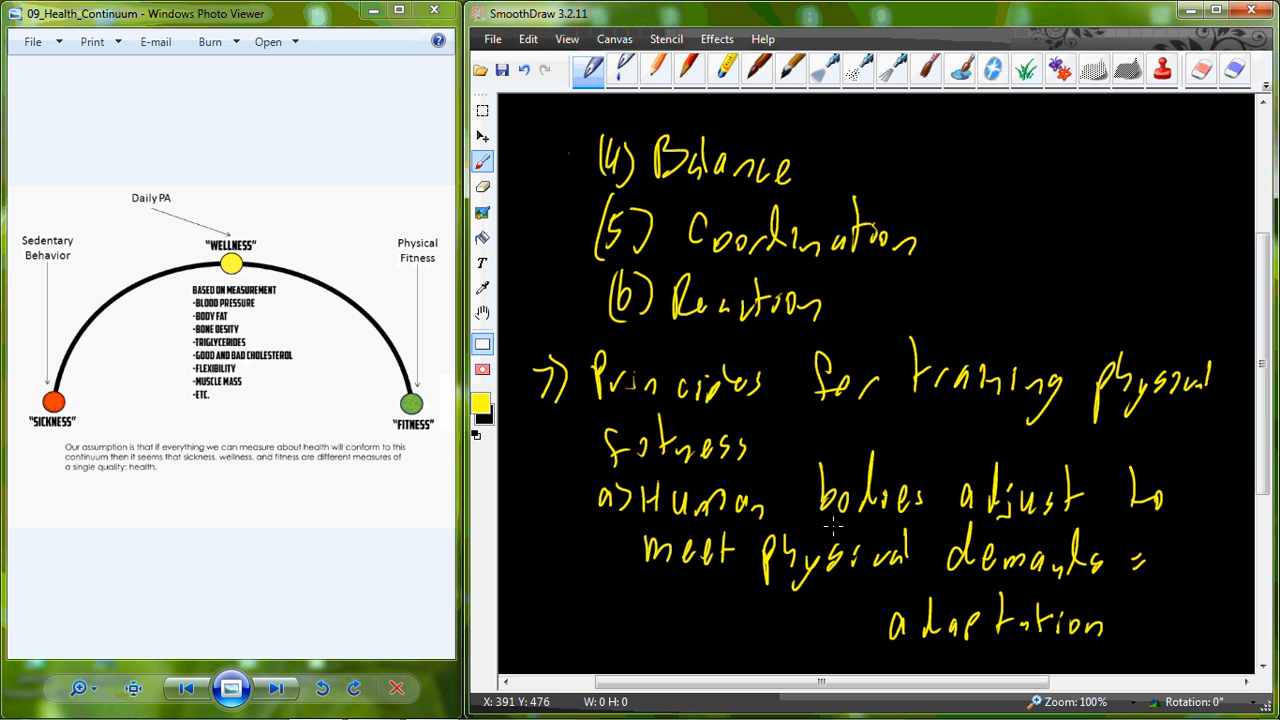 09_Health_Continuum - Windows Photo Viewer
File Print E-mail Burn Open
Daily PA
Sedentary
Behavior
"WELLNESS"
Physical
Fitness
BASED ON MEASUREMENT
-BLOOD PRESSURE
-BODY FAT
-BONE DESITY
-TRIGLYCERIDES
-GOOD AND BAD CHOLESTEROL
-FLEXIBILITY
-MUSCLE MASS
-ETC.
"SICKNESS"
"FITNESS"
Our assumption is that if everything we can measure about health will conform to this
continuum then it seems that sickness, wellness, and fitness are different measures of
a single quality: health.
SmoothDraw 3.2.11
File Edit View Canvas Stencil Effects Help
(4) Balance
(5) Coordination
(6) Reaction
7) Principles for training physical
fitness
a) Human bodies adjust to
meet physical demands =
adaptation
X: 391 Y: 476 W: 0 H: 0 Zoom: 100% Rotation: 0°